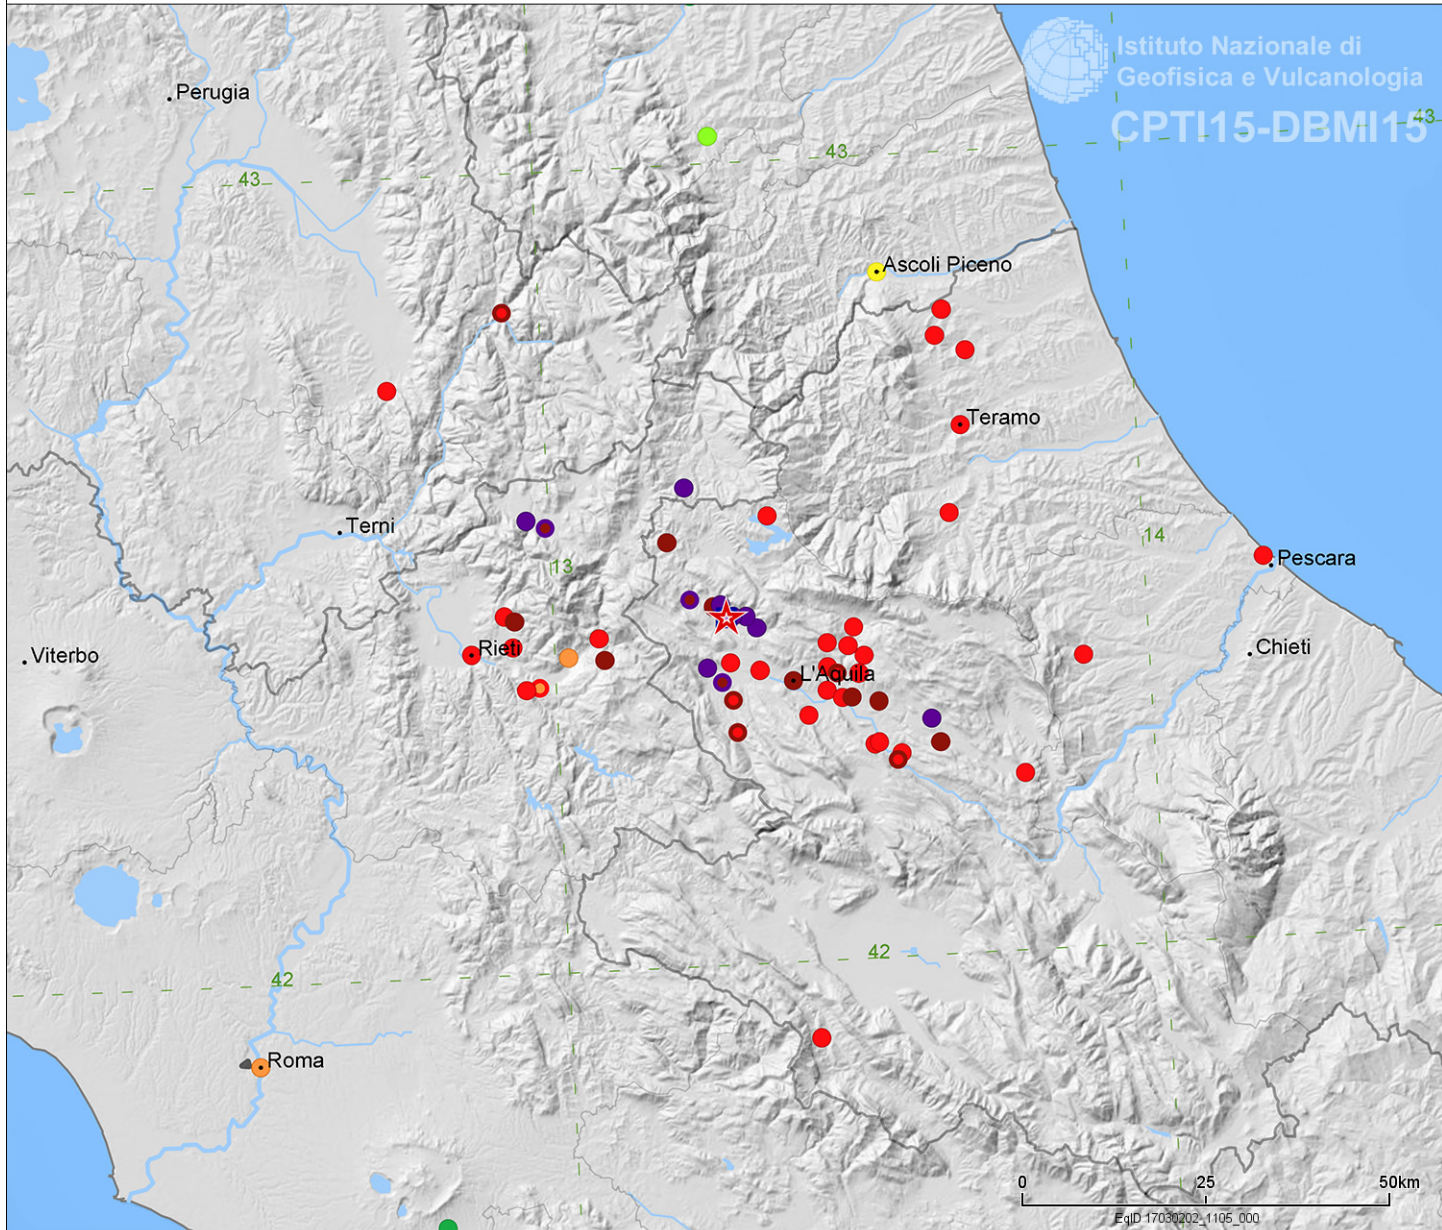 Istituto Nazionale di
Geofisica e Vulcanologia
CPTI15-DBMI15
Perugia
43
43
43
Ascoli Piceno
Teramo
Terni
14
Pescara
13
Rieti
Chieti
Viterbo
L'Aquila
42
42
Roma
0 25 50km
EqID 17030202_1105_000